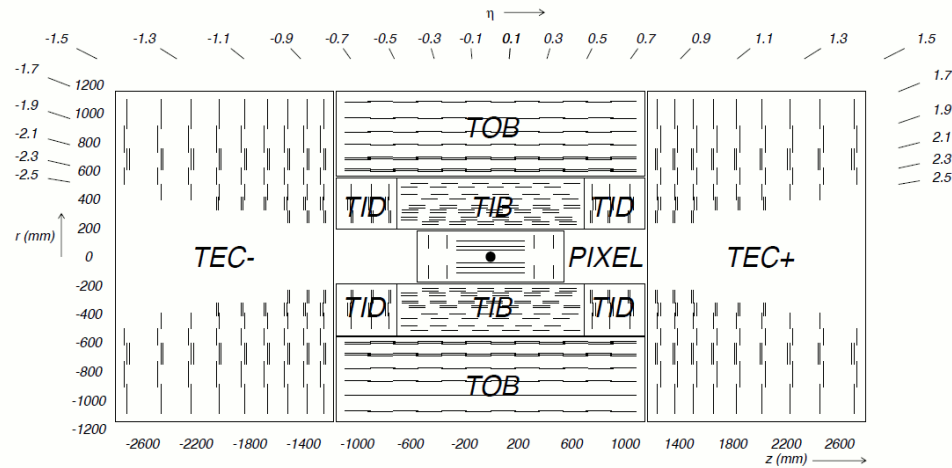 η
-1.5 -1.3 -1.1 -0.9 -0.7 -0.5 -0.3 -0.1 0.1 0.3 0.5 0.7 0.9 1.1 1.3 1.5
-1.7 1.7
-1.9 1.9
-2.1 2.1
-2.3 2.3
-2.5 2.5
1200
1000
800
600
400
200
0
-200
-400
-600
-800
-1000
-1200
r (mm)
TOB
TID TIB TID
TEC- PIXEL TEC+
TID TIB TID
TOB
-2600 -2200 -1800 -1400 -1000 -600 -200 200 600 1000 1400 1800 2200 2600
z (mm)